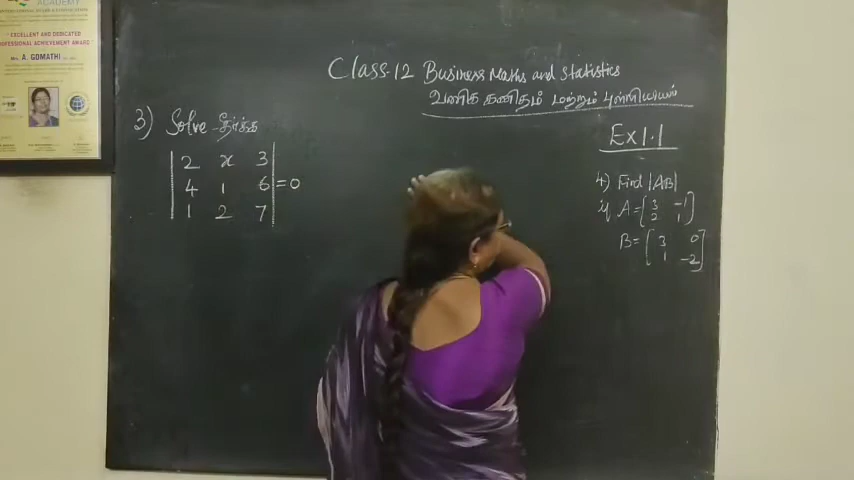 ACADEMY
EXCELLENT AND DEDICATED
PROFESSIONAL ACHIEVEMENT AWARD
Mrs. A. GOMATHI
Class-12 Business Maths and Statistics
வணிக கணிதம் மற்றும் புள்ளியியல்
Ex 1.1
3) Solve தீர்க்க
| 2 x 3 |
| 4 1 6 | = 0
| 1 2 7 |
4) Find |AB|
if A = [ 3 -1
2 1 ]
B = [ 3 0
1 -2 ]